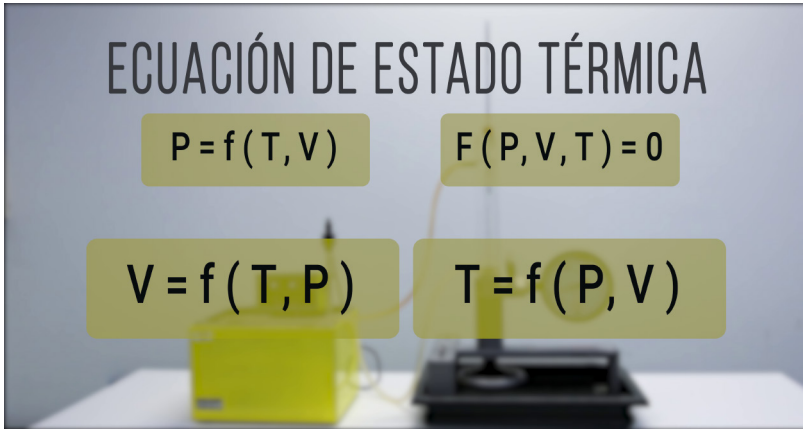 ECUACIÓN DE ESTADO TÉRMICA
P = f ( T , V )
F ( P , V , T ) = 0
V = f ( T , P )
T = f ( P , V )